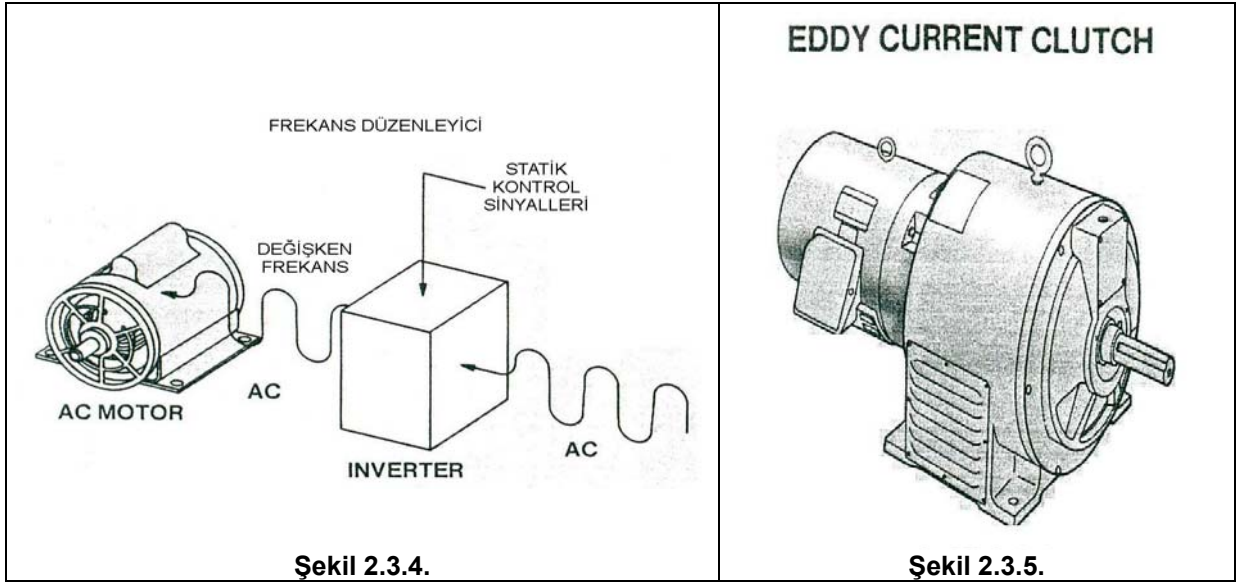 FREKANS DÜZENLEYİCİ
STATİK
KONTROL
SİNYALLERİ
DEĞİŞKEN
FREKANS
AC
AC MOTOR
AC
INVERTER
Şekil 2.3.4.
EDDY CURRENT CLUTCH
Şekil 2.3.5.